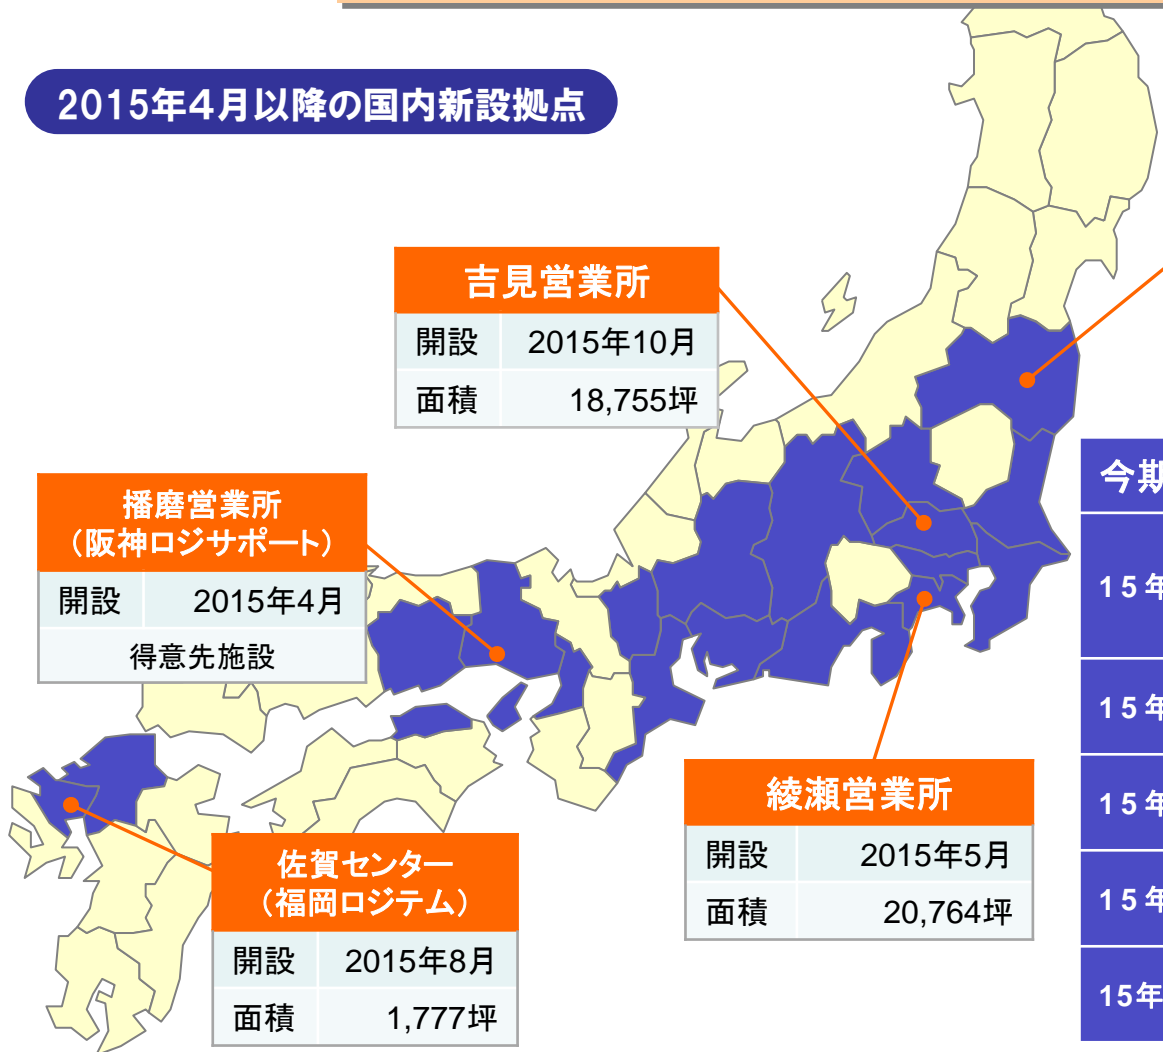 2015年4月以降の国内新設拠点
吉見営業所
開設 2015年10月
面積 18,755坪
播磨営業所
（阪神ロジサポート）
開設 2015年4月
得意先施設
綾瀬営業所
開設 2015年5月
面積 20,764坪
佐賀センター
（福岡ロジテム）
開設 2015年8月
面積 1,777坪
今期
15年
15年
15年
15年
15年